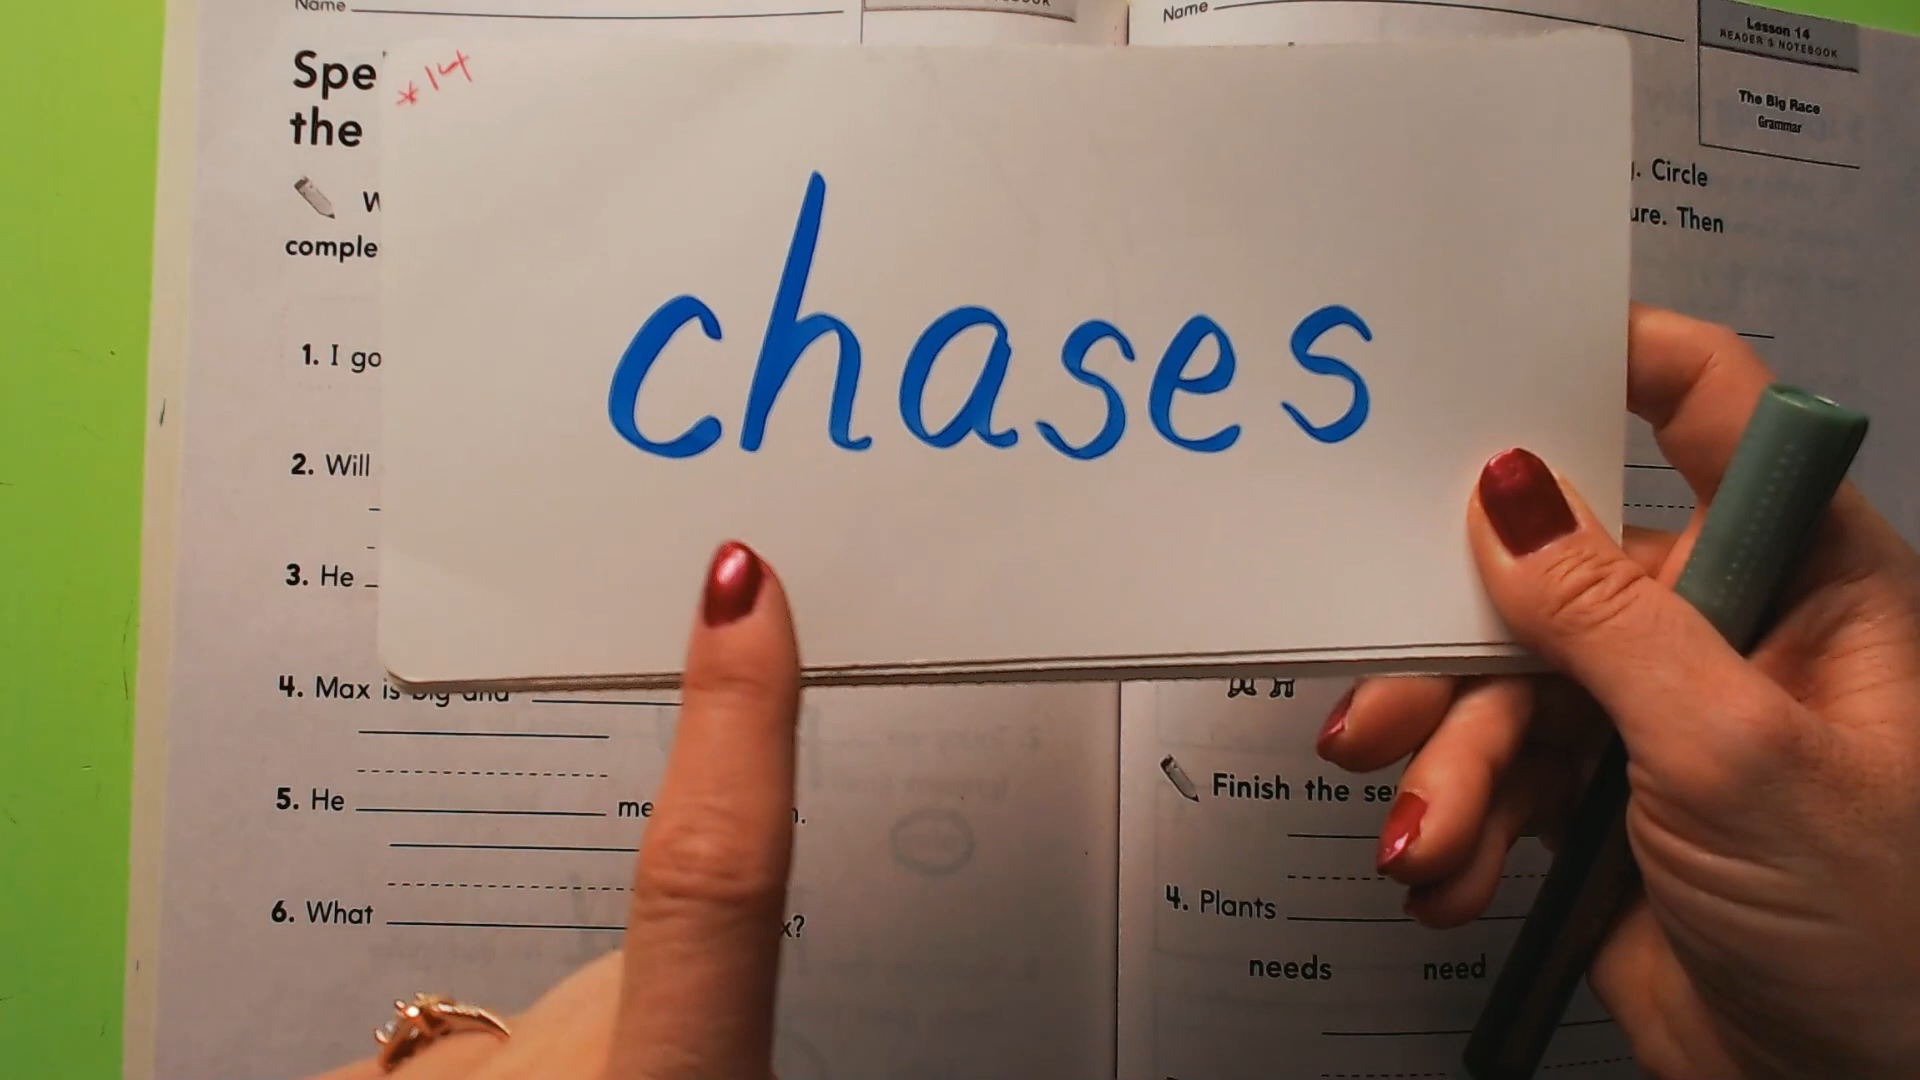 Name
Name
Lesson 14
READER'S NOTEBOOK
The Big Race
Grammar
Spe
the
*14
chases
comple
1. I go
2. Will
3. He
4. Max is big and
5. He me
6. What x?
. Circle
ure. Then
Finish the se
4. Plants
needs need